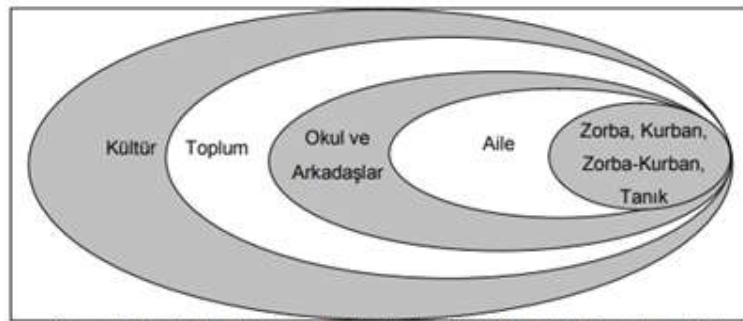 Kültür
Toplum
Okul ve
Arkadaşlar
Aile
Zorba, Kurban,
Zorba-Kurban,
Tanık